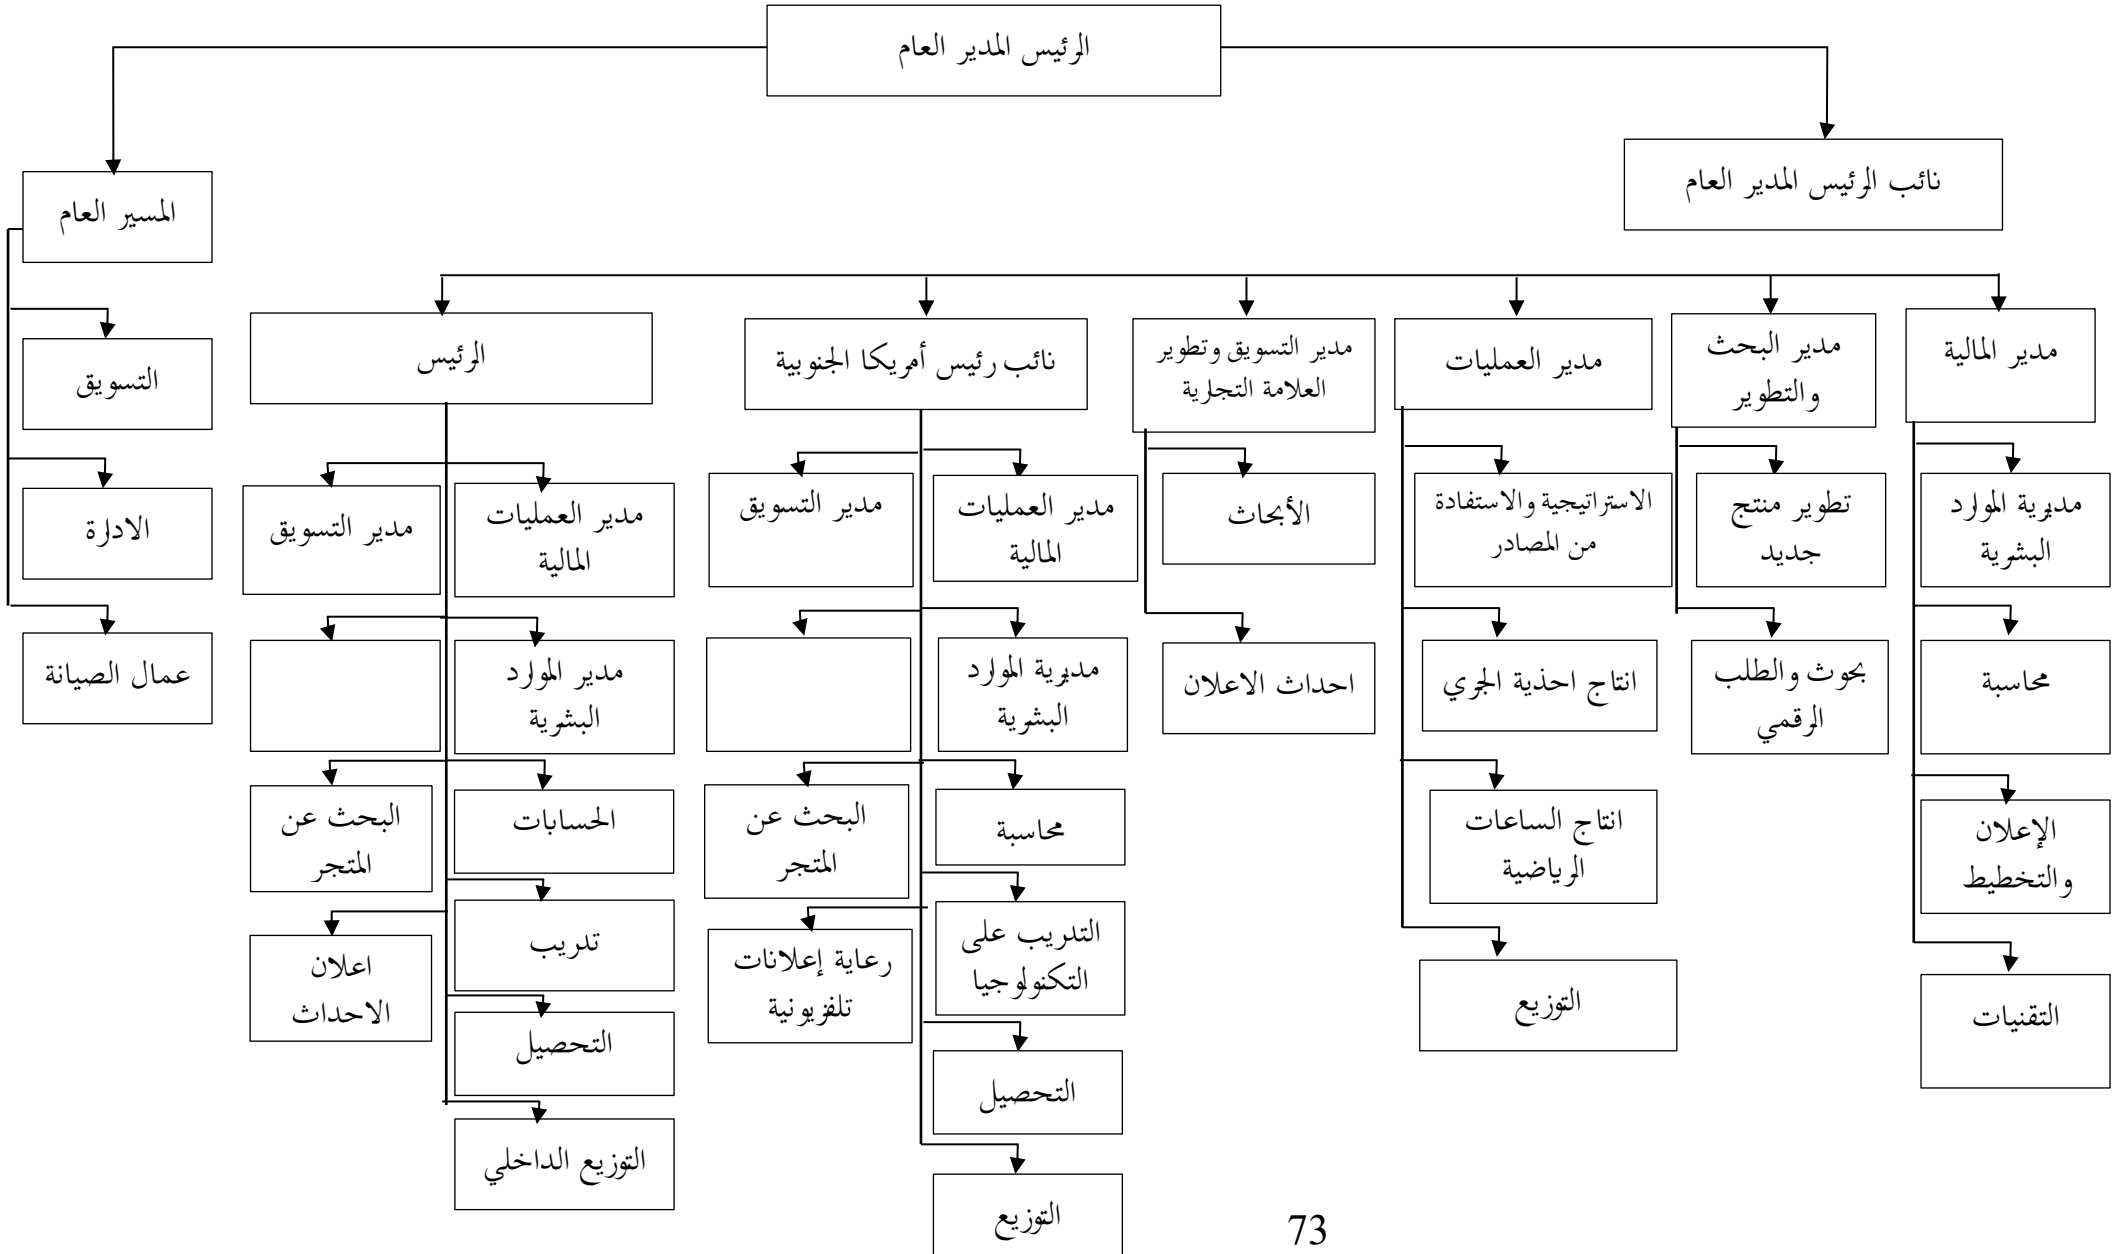 الرئيس المدير العام
نائب الرئيس المدير العام
المسير العام
مدير المالية
مدير البحث
والتطوير
مدير العمليات
مدير التسويق وتطوير
العلامة التجارية
نائب رئيس أمريكا الجنوبية
الرئيس
التسويق
مديرية الموارد
البشرية
تطوير منتج
جديد
الاستراتيجية والاستفادة
من المصادر
الأبحاث
مدير العمليات
المالية
مدير التسويق
مدير العمليات
المالية
مدير التسويق
الادارة
محاسبة
بحوث والطلب
الرقمي
انتاج احذية الجري
احداث الاعلان
مديرية الموارد
البشرية
مدير الموارد
البشرية
عمال الصيانة
الإعلان
والتخطيط
انتاج الساعات
الرياضية
محاسبة
البحث عن
المتجر
الحسابات
البحث عن
المتجر
التقنيات
التوزيع
التدريب على
التكنولوجيا
رعاية إعلانات
تلفزيونية
تدريب
اعلان
الاحداث
التحصيل
التحصيل
التوزيع
التوزيع الداخلي
73